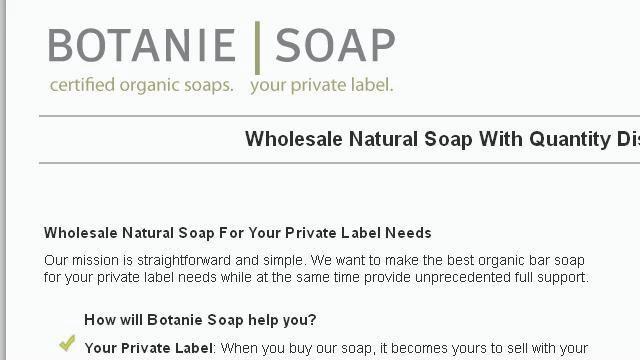 BOTANIE | SOAP
certified organic soaps. your private label.
Wholesale Natural Soap With Quantity
Wholesale Natural Soap For Your Private Label Needs
Our mission is straightforward and simple. We want to make the best organic bar soap
for your private label needs while at the same time provide unprecedented full support.
How will Botanie Soap help you?
Your Private Label: When you buy our soap, it becomes yours to sell with your